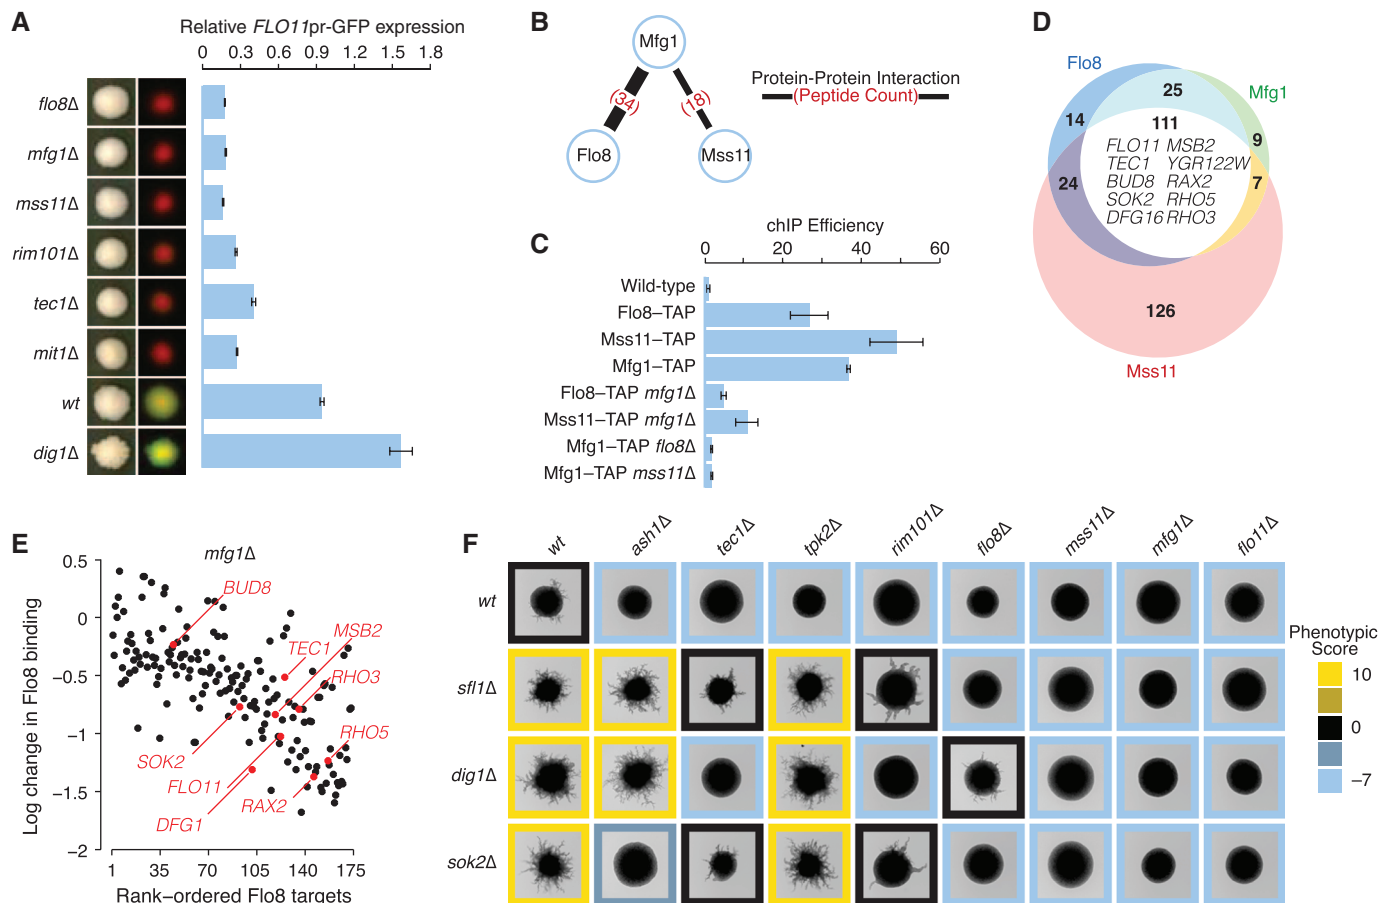 A
Relative FLO11pr-GFP expression
0 0.3 0.6 0.9 1.2 1.5 1.8
flo8Δ
mfg1Δ
mss11Δ
rim101Δ
tec1Δ
mit1Δ
wt
dig1Δ
B
Mfg1
(34)
(18)
Flo8
Mss11
Protein-Protein Interaction
(Peptide Count)
C
chIP Efficiency
0 20 40 60
Wild-type
Flo8–TAP
Mss11–TAP
Mfg1–TAP
Flo8–TAP mfg1Δ
Mss11–TAP mfg1Δ
Mfg1–TAP flo8Δ
Mfg1–TAP mss11Δ
D
Flo8
Mfg1
25
14
111
9
FLO11 MSB2
TEC1 YGR122W
24
BUD8 RAX2
7
SOK2 RHO5
DFG16 RHO3
126
Mss11
E
mfg1Δ
Log change in Flo8 binding
0.5
0
−0.5
−1
−1.5
−2
BUD8
MSB2
TEC1
RHO3
RHO5
SOK2
FLO11
RAX2
DFG1
1 35 70 105 140 175
Rank−ordered Flo8 targets
F
wt ash1Δ tec1Δ tpk2Δ rim101Δ flo8Δ mss11Δ mfg1Δ flo11Δ
wt
sfl1Δ
dig1Δ
sok2Δ
Phenotypic
Score
10
0
−7